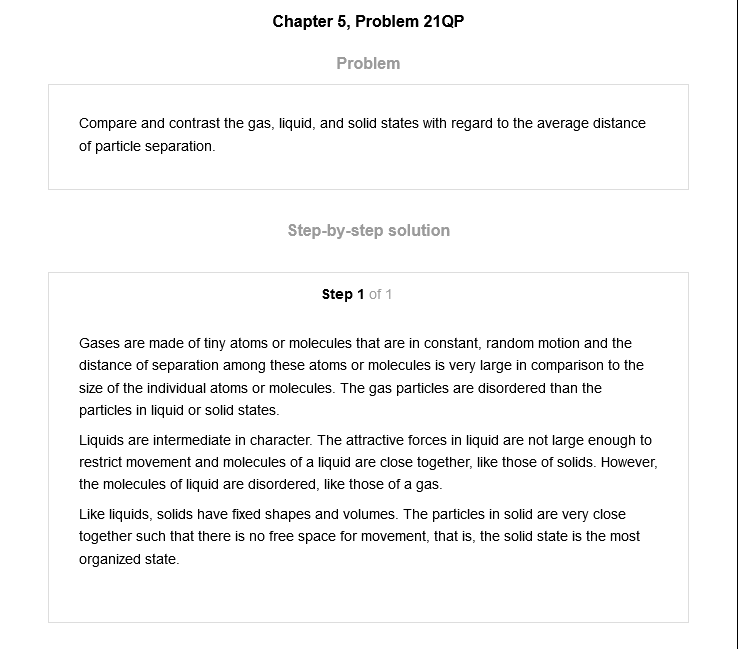 Chapter 5, Problem 21QP
Problem
Compare and contrast the gas, liquid, and solid states with regard to the average distance
of particle separation.
Step-by-step solution
Step 1 of 1
Gases are made of tiny atoms or molecules that are in constant, random motion and the
distance of separation among these atoms or molecules is very large in comparison to the
size of the individual atoms or molecules. The gas particles are disordered than the
particles in liquid or solid states.
Liquids are intermediate in character. The attractive forces in liquid are not large enough to
restrict movement and molecules of a liquid are close together, like those of solids. However,
the molecules of liquid are disordered, like those of a gas.
Like liquids, solids have fixed shapes and volumes. The particles in solid are very close
together such that there is no free space for movement, that is, the solid state is the most
organized state.